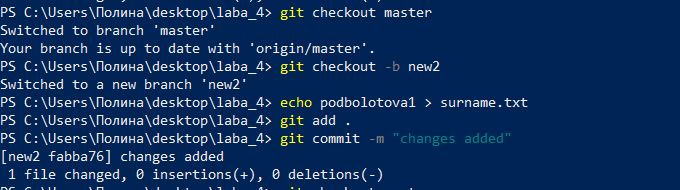 PS C:\Users\Полина\desktop\laba_4> git checkout master
Switched to branch 'master'
Your branch is up to date with 'origin/master'.
PS C:\Users\Полина\desktop\laba_4> git checkout -b new2
Switched to a new branch 'new2'
PS C:\Users\Полина\desktop\laba_4> echo podbolotova1 > surname.txt
PS C:\Users\Полина\desktop\laba_4> git add .
PS C:\Users\Полина\desktop\laba_4> git commit -m "changes added"
[new2 fabba76] changes added
 1 file changed, 0 insertions(+), 0 deletions(-)